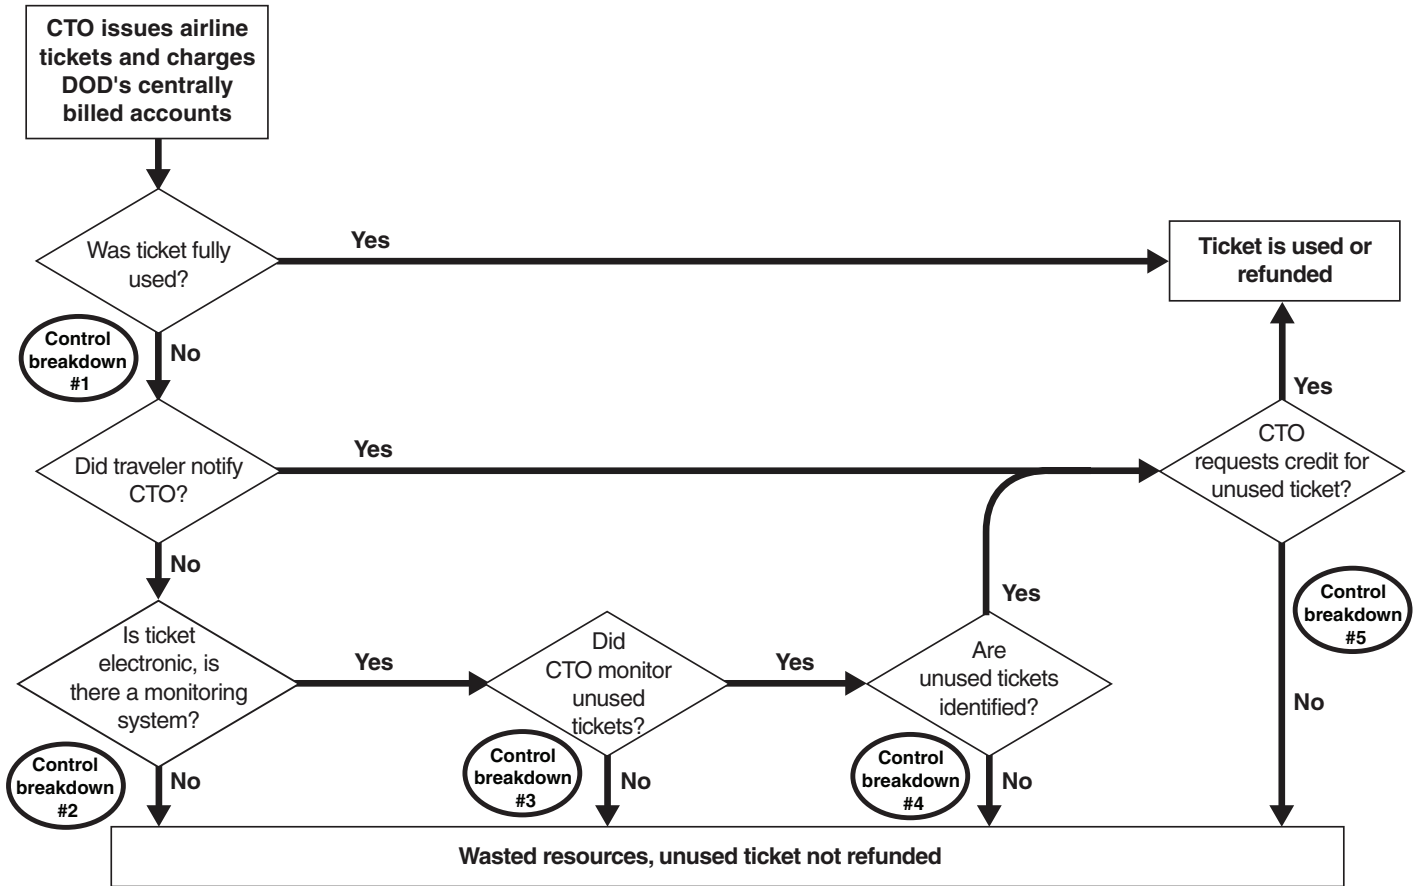 CTO issues airline
tickets and charges
DOD's centrally
billed accounts
Was ticket fully
used?
Yes
Ticket is used or
refunded
Control
breakdown
#1
No
Yes
Did traveler notify
CTO?
Yes
CTO
requests credit for
unused ticket?
No
Is ticket
electronic, is
there a monitoring
system?
Yes
Did
CTO monitor
unused
tickets?
Yes
Are
unused tickets
identified?
Yes
Control
breakdown
#5
No
Control
breakdown
#2
No
Control
breakdown
#3
No
Control
breakdown
#4
No
Wasted resources, unused ticket not refunded